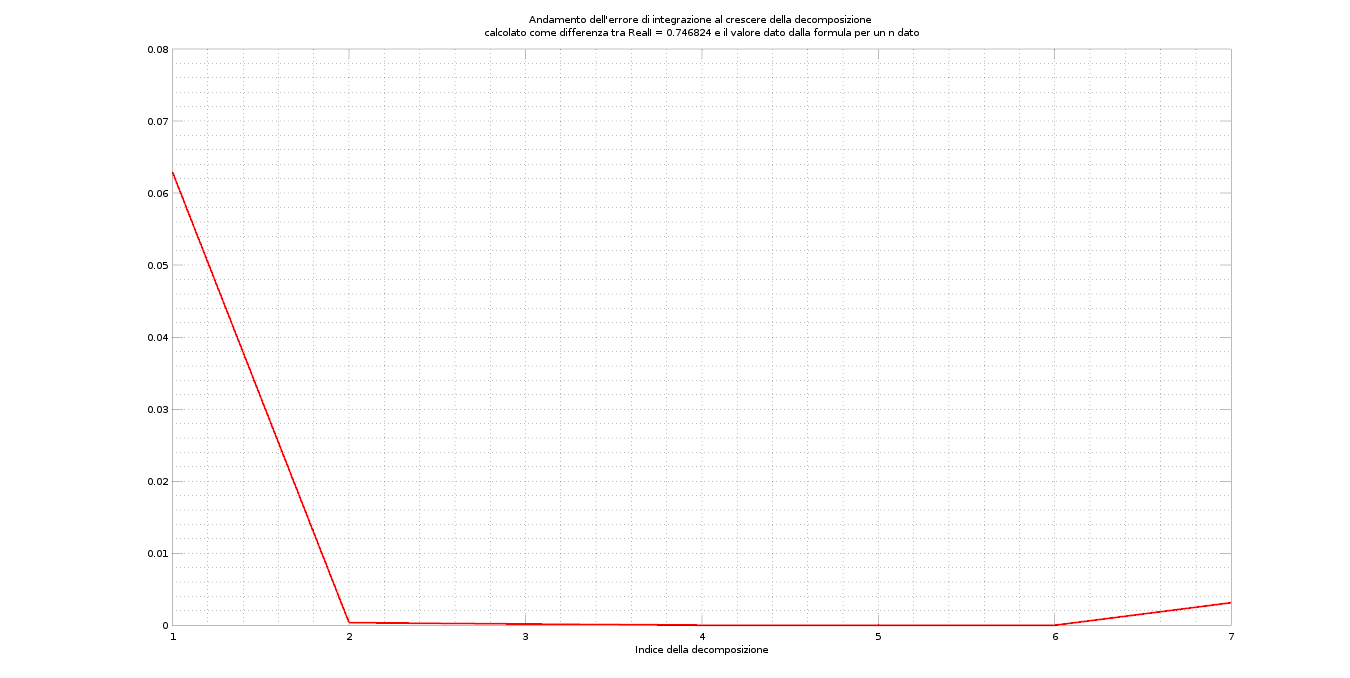 Andamento dell'errore di integrazione al crescere della decomposizione
calcolato come differenza tra RealI = 0.746824 e il valore dato dalla formula per un n dato
0.08
0.07
0.06
0.05
0.04
0.03
0.02
0.01
0
1 2 3 4 5 6 7
Indice della decomposizione